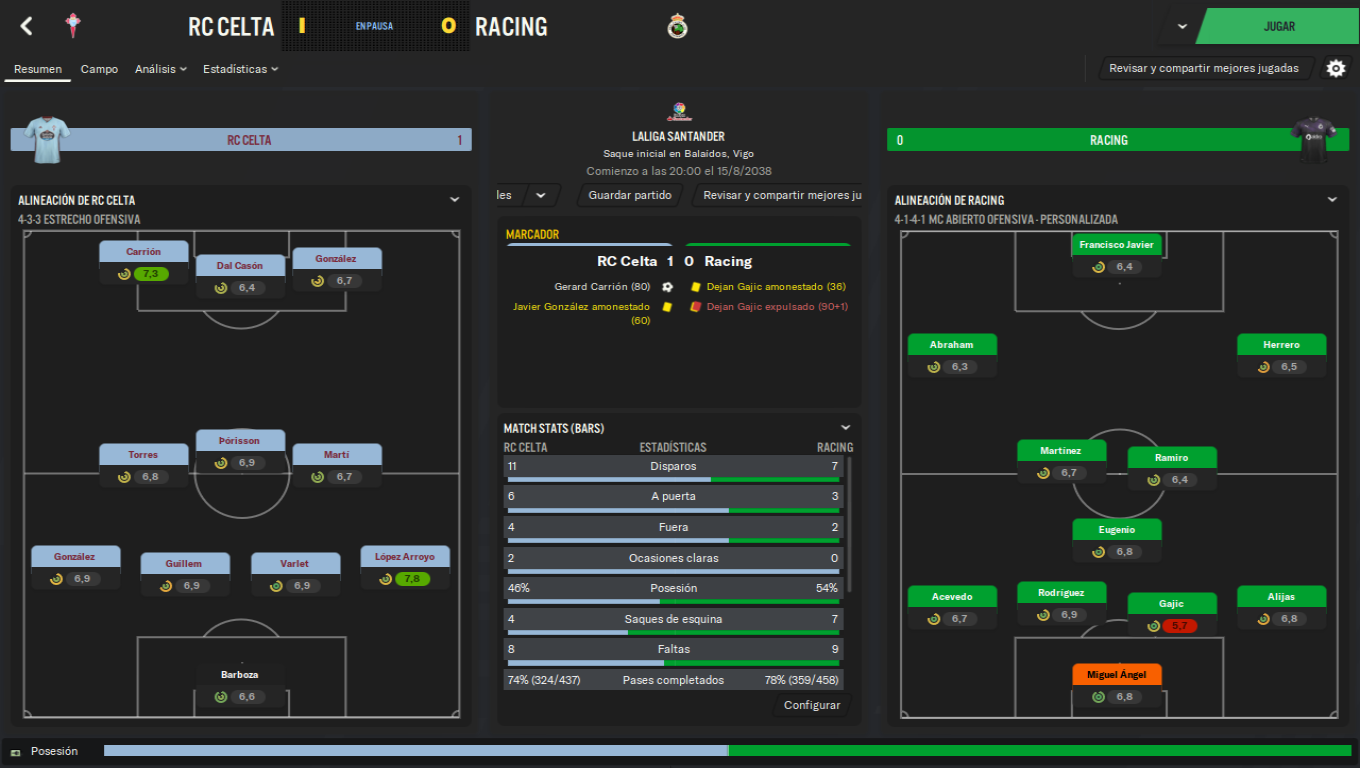 RC CELTA 1 EN PAUSA 0 RACING
JUGAR
Resumen Campo Análisis Estadísticas
Revisar y compartir mejores jugadas
RC CELTA 1
LALIGA SANTANDER
Saque inicial en Balaidos, Vigo
Comienzo a las 20:00 el 15/8/2038
les Guardar partido Revisar y compartir mejores ju
0 RACING
ALINEACIÓN DE RC CELTA
4-3-3 ESTRECHO OFENSIVA
Carrión
7,3
Dal Casón
6,4
González
6,7
Torres
6,8
Þórisson
6,9
Martí
6,7
González
6,9
Guillem
6,9
Varlet
6,9
López Arroyo
7,8
Barboza
6,6
MARCADOR
RC Celta 1 0 Racing
Gerard Carrión (80) Dejan Gajic amonestado (36)
Javier González amonestado Dejan Gajic expulsado (90+1)
(60)
MATCH STATS (BARS)
RC CELTA ESTADÍSTICAS RACING
11 Disparos 7
6 A puerta 3
4 Fuera 2
2 Ocasiones claras 0
46% Posesión 54%
4 Saques de esquina 7
8 Faltas 9
74% (324/437) Pases completados 78% (359/458)
Configurar
ALINEACIÓN DE RACING
4-1-4-1 MC ABIERTO OFENSIVA - PERSONALIZADA
Francisco Javier
6,4
Abraham
6,3
Herrero
6,5
Martínez
6,7
Ramiro
6,4
Eugenio
6,8
Acevedo
6,7
Rodríguez
6,9
Gajic
5,7
Alijas
6,8
Miguel Ángel
6,8
Posesión